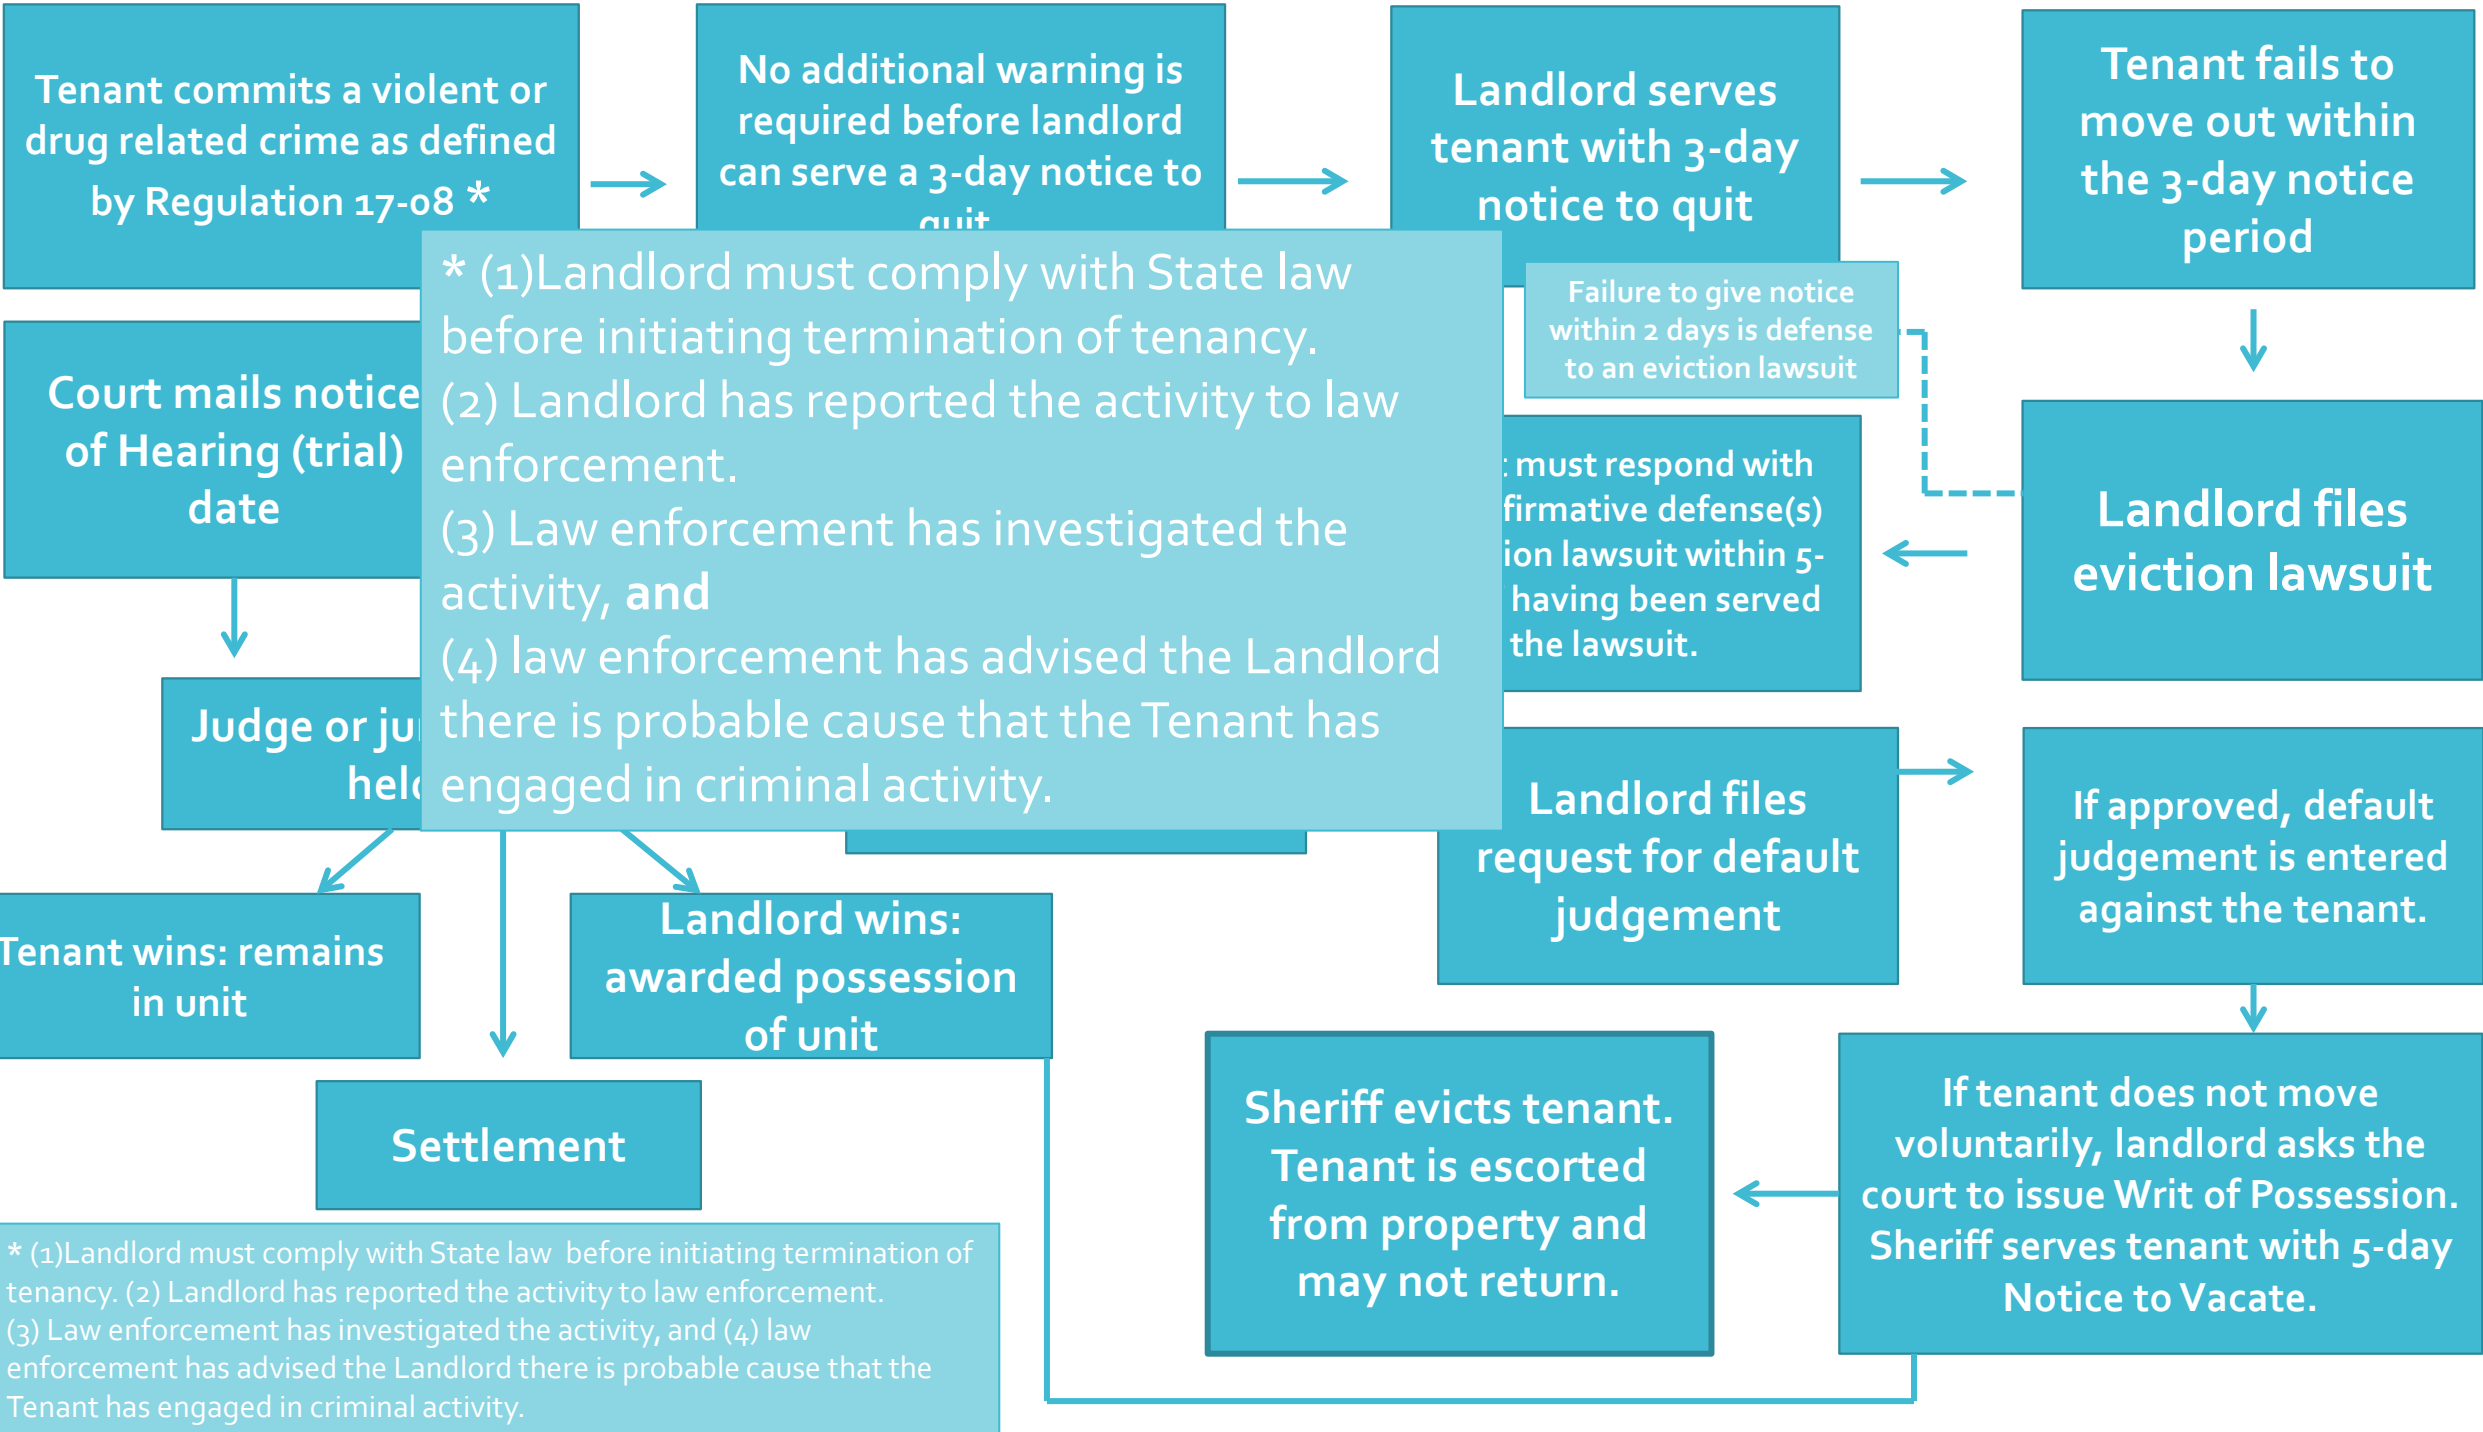 Tenant commits a violent or
drug related crime as defined
by Regulation 17-08 *
No additional warning is
required before landlord
can serve a 3-day notice to
quit
Landlord serves
tenant with 3-day
notice to quit
Tenant fails to
move out within
the 3-day notice
period
* (1)Landlord must comply with State law
before initiating termination of tenancy.
(2) Landlord has reported the activity to law
enforcement.
(3) Law enforcement has investigated the
activity, and
(4) law enforcement has advised the Landlord
there is probable cause that the Tenant has
engaged in criminal activity.
Failure to give notice
within 2 days is defense
to an eviction lawsuit
Court mails notice
of Hearing (trial)
date
must respond with
defense(s)
lawsuit within 5-
having been served
the lawsuit.
Landlord files
eviction lawsuit
Judge or
Landlord files
request for default
judgement
If approved, default
judgement is entered
against the tenant.
Tenant wins: remains
in unit
Landlord wins:
awarded possession
of unit
Settlement
Sheriff evicts tenant.
Tenant is escorted
from property and
may not return.
If tenant does not move
voluntarily, landlord asks the
court to issue Writ of Possession.
Sheriff serves tenant with 5-day
Notice to Vacate.
* (1)Landlord must comply with State law before initiating termination of
tenancy. (2) Landlord has reported the activity to law enforcement.
(3) Law enforcement has investigated the activity, and (4) law
enforcement has advised the Landlord there is probable cause that the
Tenant has engaged in criminal activity.